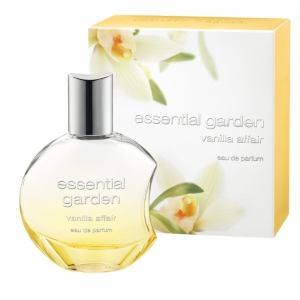 essential garden
vanilla affair
eau de parfum
essential
garden
vanilla affair
eau de parfum